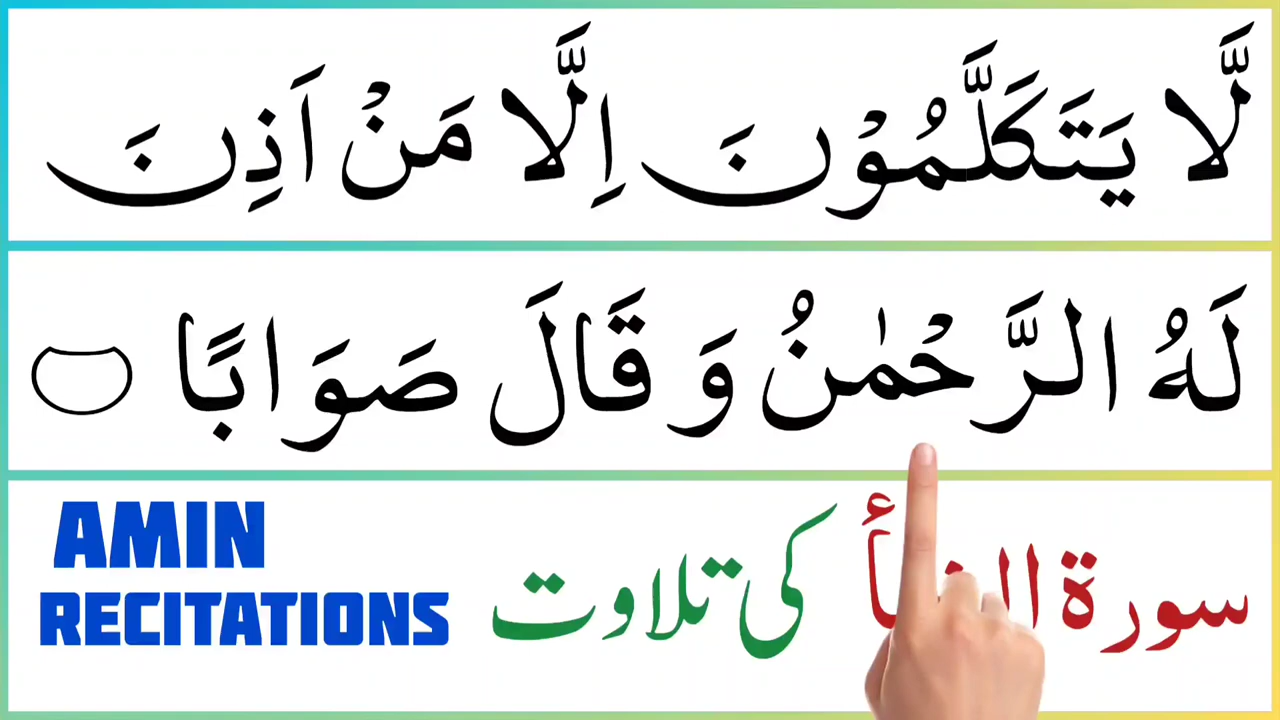 لَّا يَتَكَلَّمُوْنَ اِلَّا مَنْ اَذِنَ
لَهُ الرَّحْمٰنُ وَ قَالَ صَوَابًا
سورة کی تلاوت
AMIN
RECITATIONS